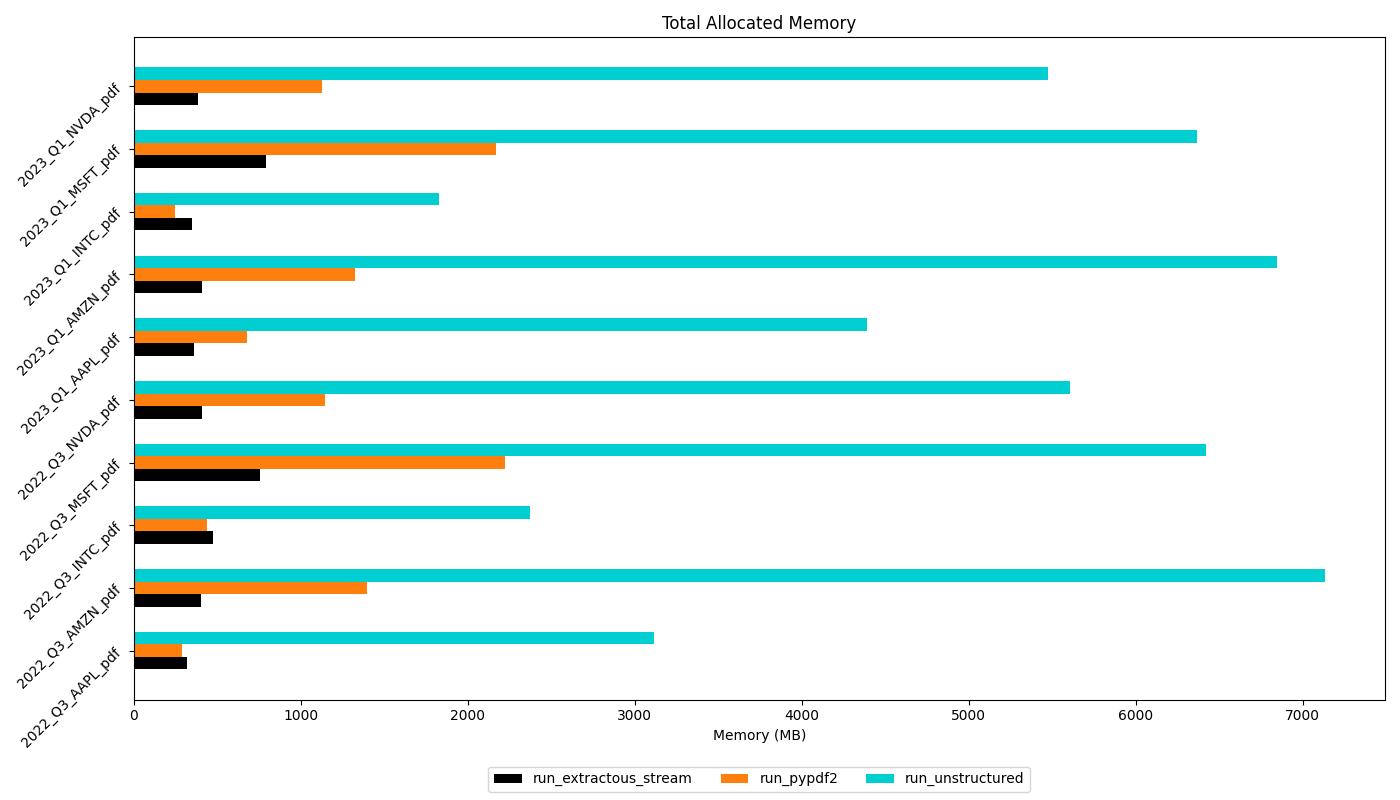 Total Allocated Memory
2023_Q1_NVDA_pdf
2023_Q1_MSFT_pdf
2023_Q1_INTC_pdf
2023_Q1_AMZN_pdf
2023_Q1_AAPL_pdf
2022_Q3_NVDA_pdf
2022_Q3_MSFT_pdf
2022_Q3_INTC_pdf
2022_Q3_AMZN_pdf
2022_Q3_AAPL_pdf
0 1000 2000 3000 4000 5000 6000 7000
Memory (MB)
run_extractous_stream run_pypdf2 run_unstructured